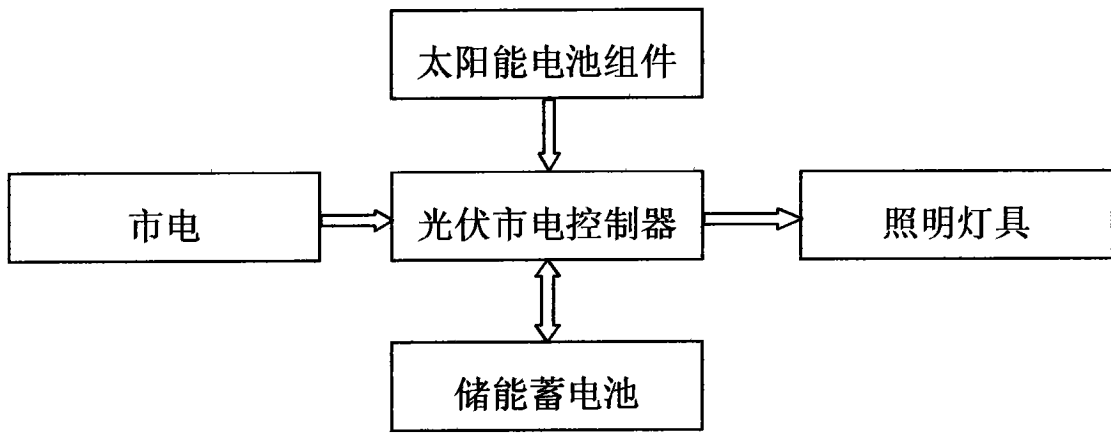 太阳能电池组件
市电
光伏市电控制器
照明灯具
储能蓄电池